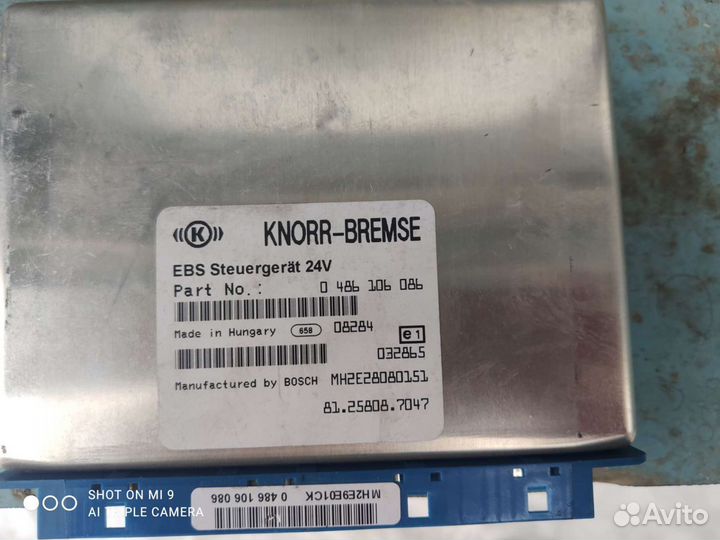 K KNORR-BREMSE
EBS Steuergerät 24V
Part No.: 0 486 106 086
Made in Hungary 658 08284 e1
032865
Manufactured by BOSCH MH2E28080151
81.25808.7047
MH2E9E01CK 0 486 106 086
SHOT ON MI 9
AI TRIPLE CAMERA
Avito